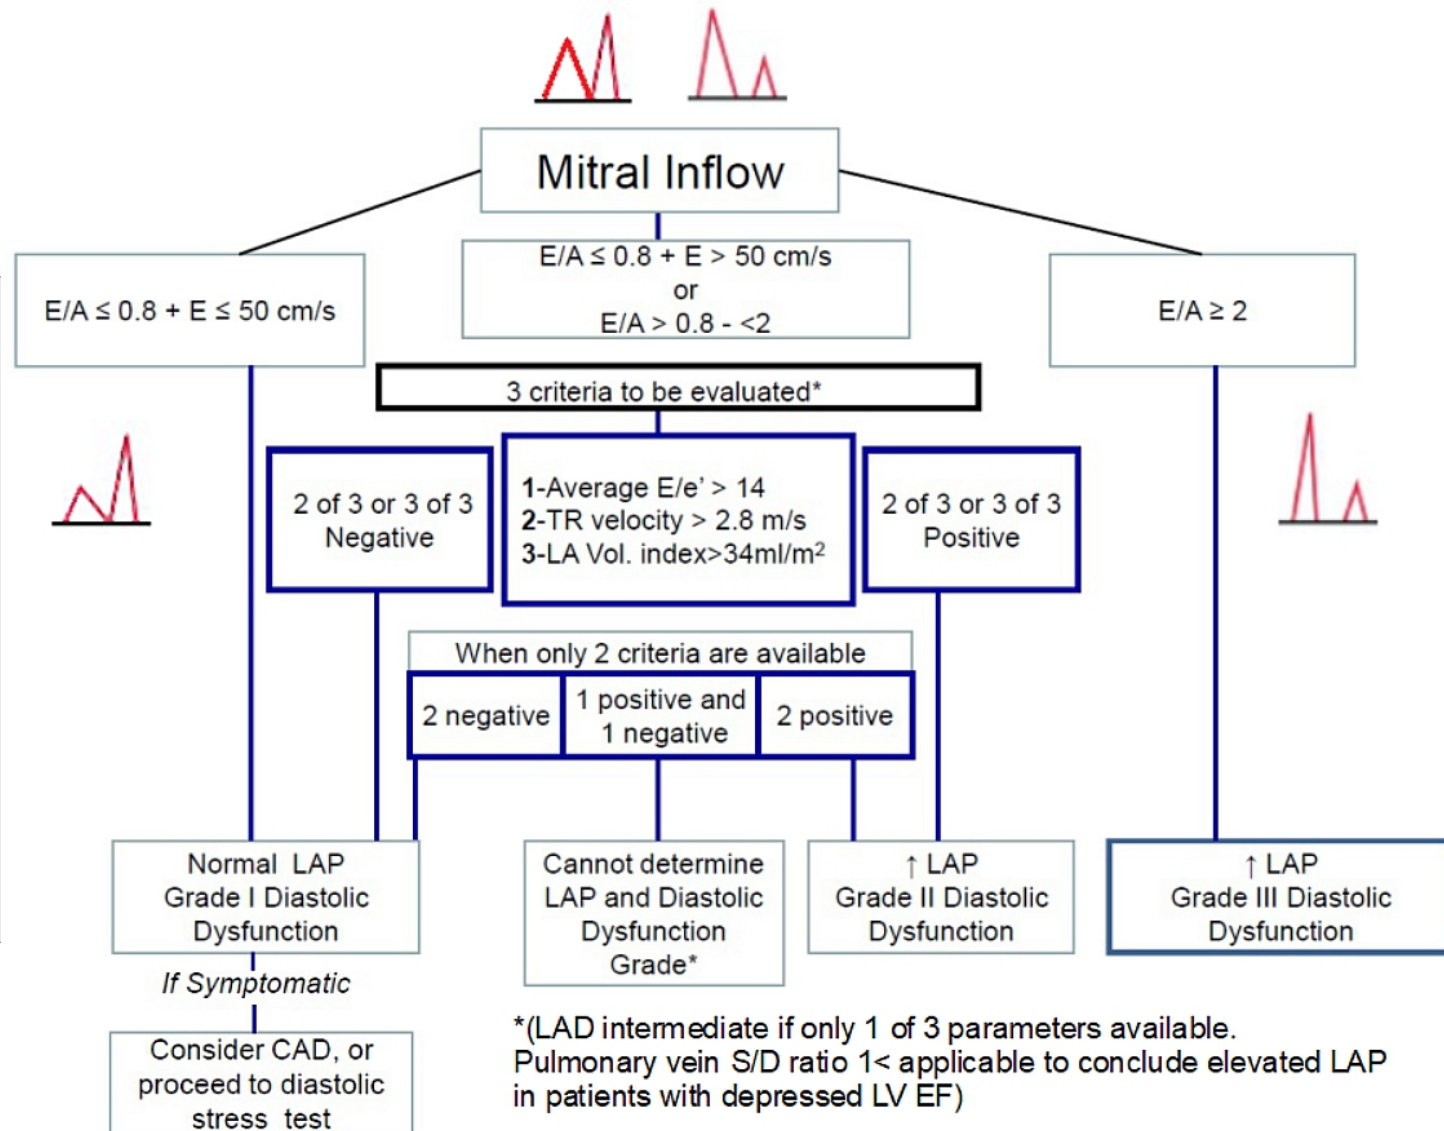 Mitral Inflow
E/A ≤ 0.8 + E ≤ 50 cm/s
E/A ≤ 0.8 + E > 50 cm/s
or
E/A > 0.8 - <2
E/A ≥ 2
3 criteria to be evaluated*
2 of 3 or 3 of 3
Negative
1-Average E/e’ > 14
2-TR velocity > 2.8 m/s
3-LA Vol. index>34ml/m²
2 of 3 or 3 of 3
Positive
When only 2 criteria are available
2 negative
1 positive and
1 negative
2 positive
Normal LAP
Grade I Diastolic
Dysfunction
Cannot determine
LAP and Diastolic
Dysfunction
Grade*
↑ LAP
Grade II Diastolic
Dysfunction
↑ LAP
Grade III Diastolic
Dysfunction
If Symptomatic
Consider CAD, or
proceed to diastolic
stress test
*(LAD intermediate if only 1 of 3 parameters available.
Pulmonary vein S/D ratio 1< applicable to conclude elevated LAP
in patients with depressed LV EF)